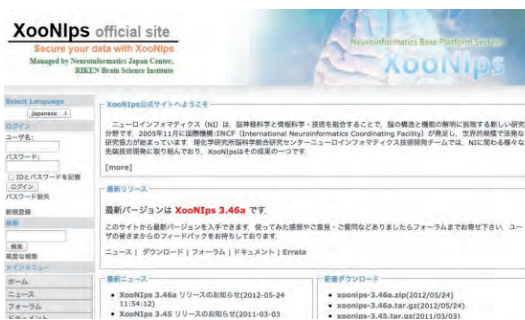 XooNIps official site
Secure your data with XooNIps
Managed by Neuroinformatics Japan Center,
RIKEN Brain Science Institute
Neuroinformatics Base Platform System
XooNIps
Select Language
Japanese
ログイン
ユーザ名:
パスワード:
IDとパスワードを記憶
ログイン
パスワード紛失
新規登録
検索
検索
高度な検索
メインメニュー
ホーム
ニュース
フォーラム
ドキュメント
XooNIps公式サイトへようこそ
ニューロインフォマティクス（NI）は、脳神経科学と情報科学・技術を融合することで、脳の構造と機能の解明に挑戦する新しい研究
分野です。2005年11月に国際機構:INCF（International Neuroinformatics Coordinating Facility）が発足し、世界的規模で活発な
研究協力が始まっています。理化学研究所脳科学総合研究センターニューロインフォマティクス技術開発チームでは、NIに関わる様々な
先端技術開発に取り組んでおり、XooNIpsはその成果の一つです.
[more]
最新リリース
最新バージョンは XooNIps 3.46a です.
このサイトから最新バージョンを入手できます. 使ってみた感想やご意見・ご質問などありましたらフォーラムまでお寄せ下さい. ユー
ザの皆さまからのフィードバックをお待ちしております.
ニュース | ダウンロード | フォーラム | ドキュメント | Errata
最新ニュース
XooNIps 3.46a リリースのお知らせ(2012-05-24
11:54:12)
XooNIps 3.45 リリースのお知らせ(2011-03-03
新着ダウンロード
xoonips-3.46a.zip(2012/05/24)
xoonips-3.46a.tar.gz(2012/05/24)
xoonips-3.45.tar.gz(2011/03/03)